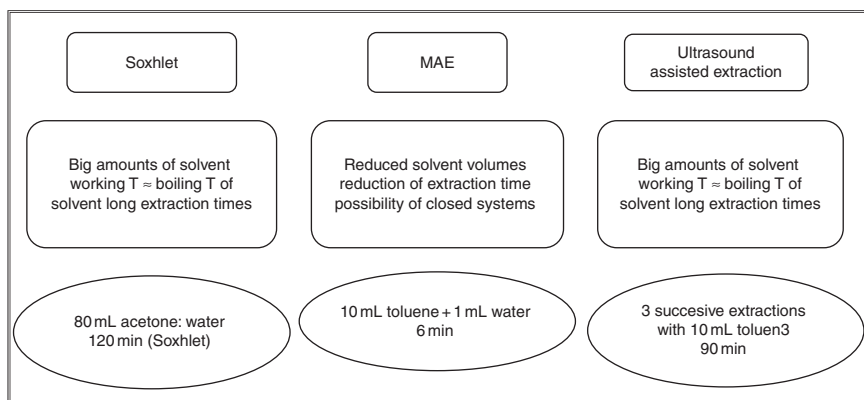 Soxhlet
MAE
Ultrasound
assisted extraction
Big amounts of solvent
working T ≈ boiling T of
solvent long extraction times
Reduced solvent volumes
reduction of extraction time
possibility of closed systems
Big amounts of solvent
working T ≈ boiling T of
solvent long extraction times
80 mL acetone: water
120 min (Soxhlet)
10 mL toluene + 1 mL water
6 min
3 succesive extractions
with 10 mL toluen3
90 min